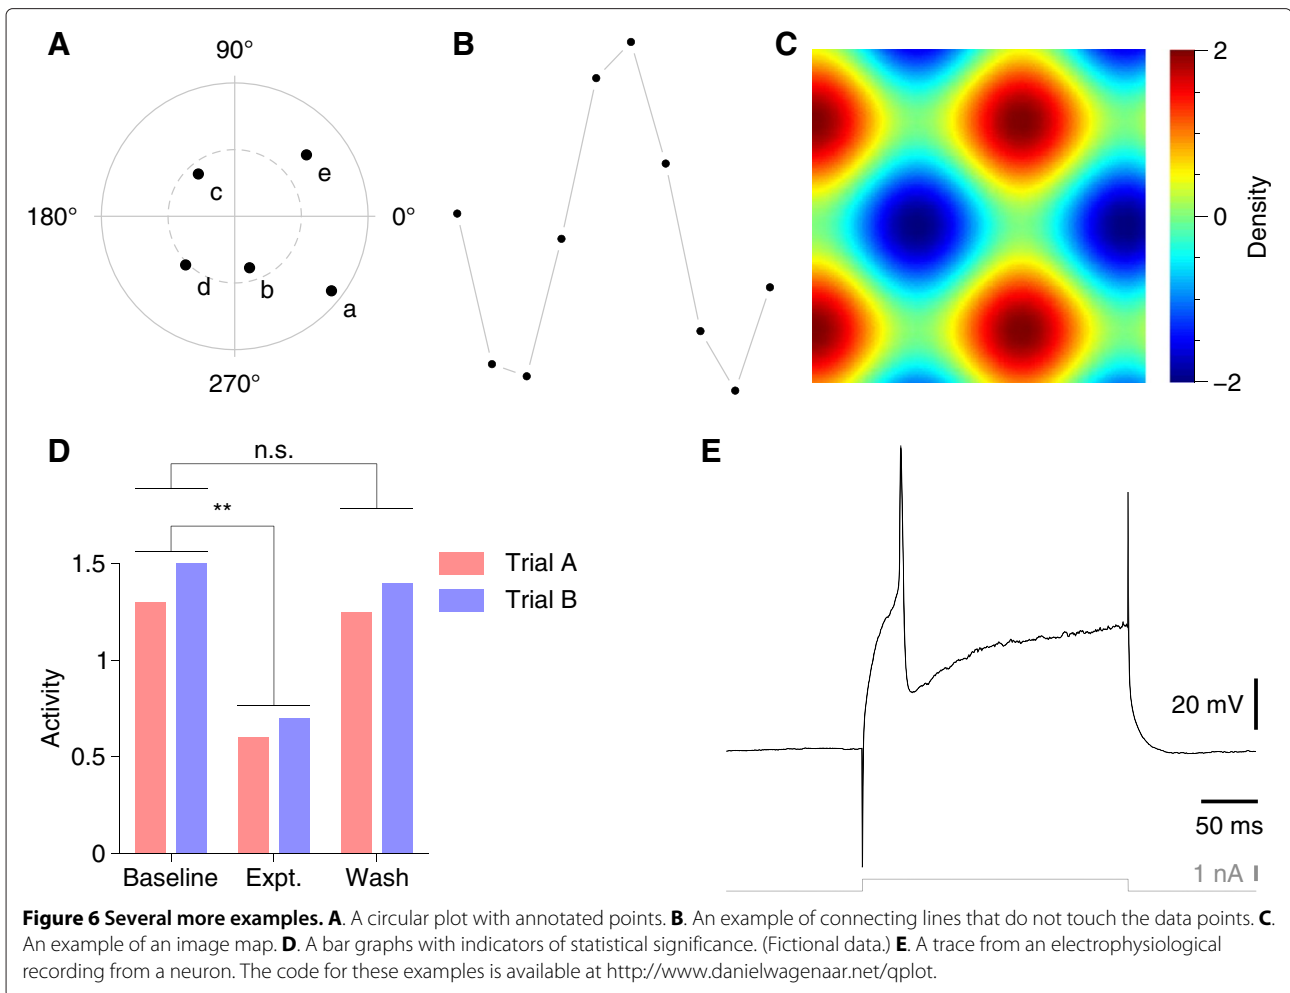 A
90°
180°
0°
270°
c
e
d
b
a
B
C
2
0
−2
Density
D
n.s.
**
1.5
1
0.5
0
Activity
Baseline Expt. Wash
Trial A
Trial B
E
20 mV
50 ms
1 nA
Figure 6 Several more examples. A. A circular plot with annotated points. B. An example of connecting lines that do not touch the data points. C.
An example of an image map. D. A bar graphs with indicators of statistical significance. (Fictional data.) E. A trace from an electrophysiological
recording from a neuron. The code for these examples is available at http://www.danielwagenaar.net/qplot.